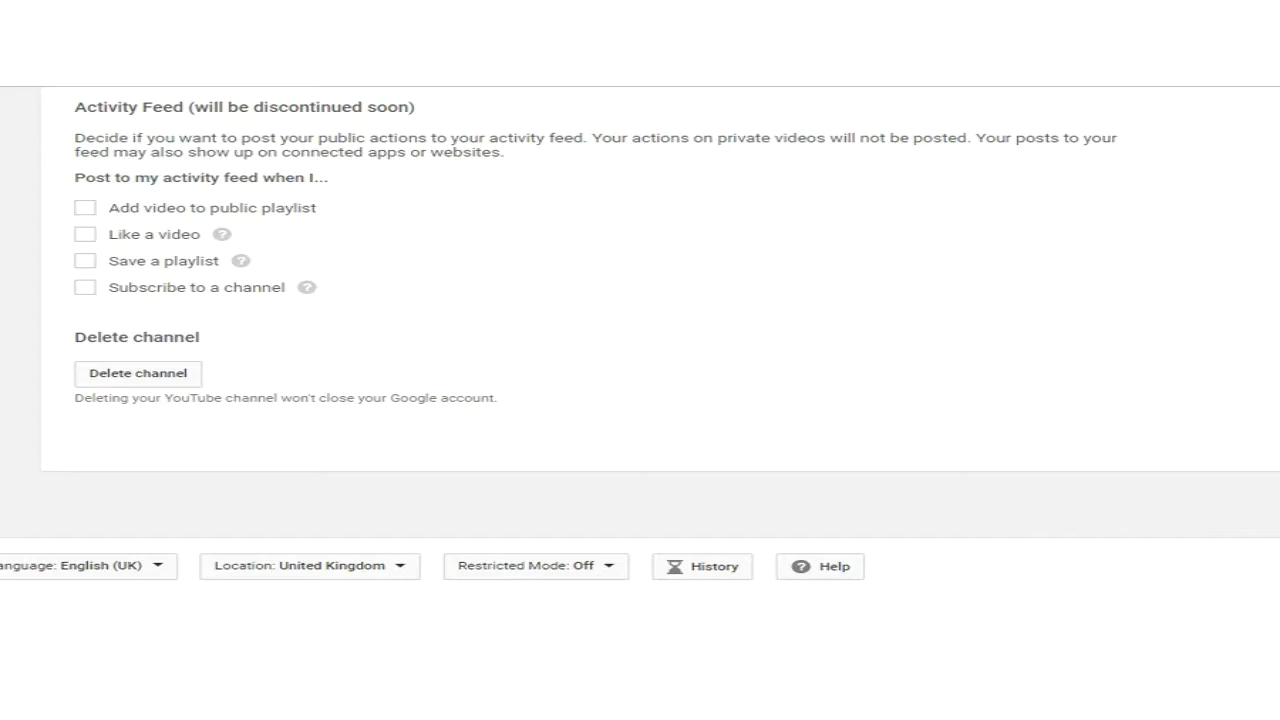 Activity Feed (will be discontinued soon)
Decide if you want to post your public actions to your activity feed. Your actions on private videos will not be posted. Your posts to your
feed may also show up on connected apps or websites.
Post to my activity feed when I...
Add video to public playlist
Like a video ?
Save a playlist ?
Subscribe to a channel ?
Delete channel
Delete channel
Deleting your YouTube channel won't close your Google account.
anguage: English (UK) Location: United Kingdom Restricted Mode: Off History ? Help